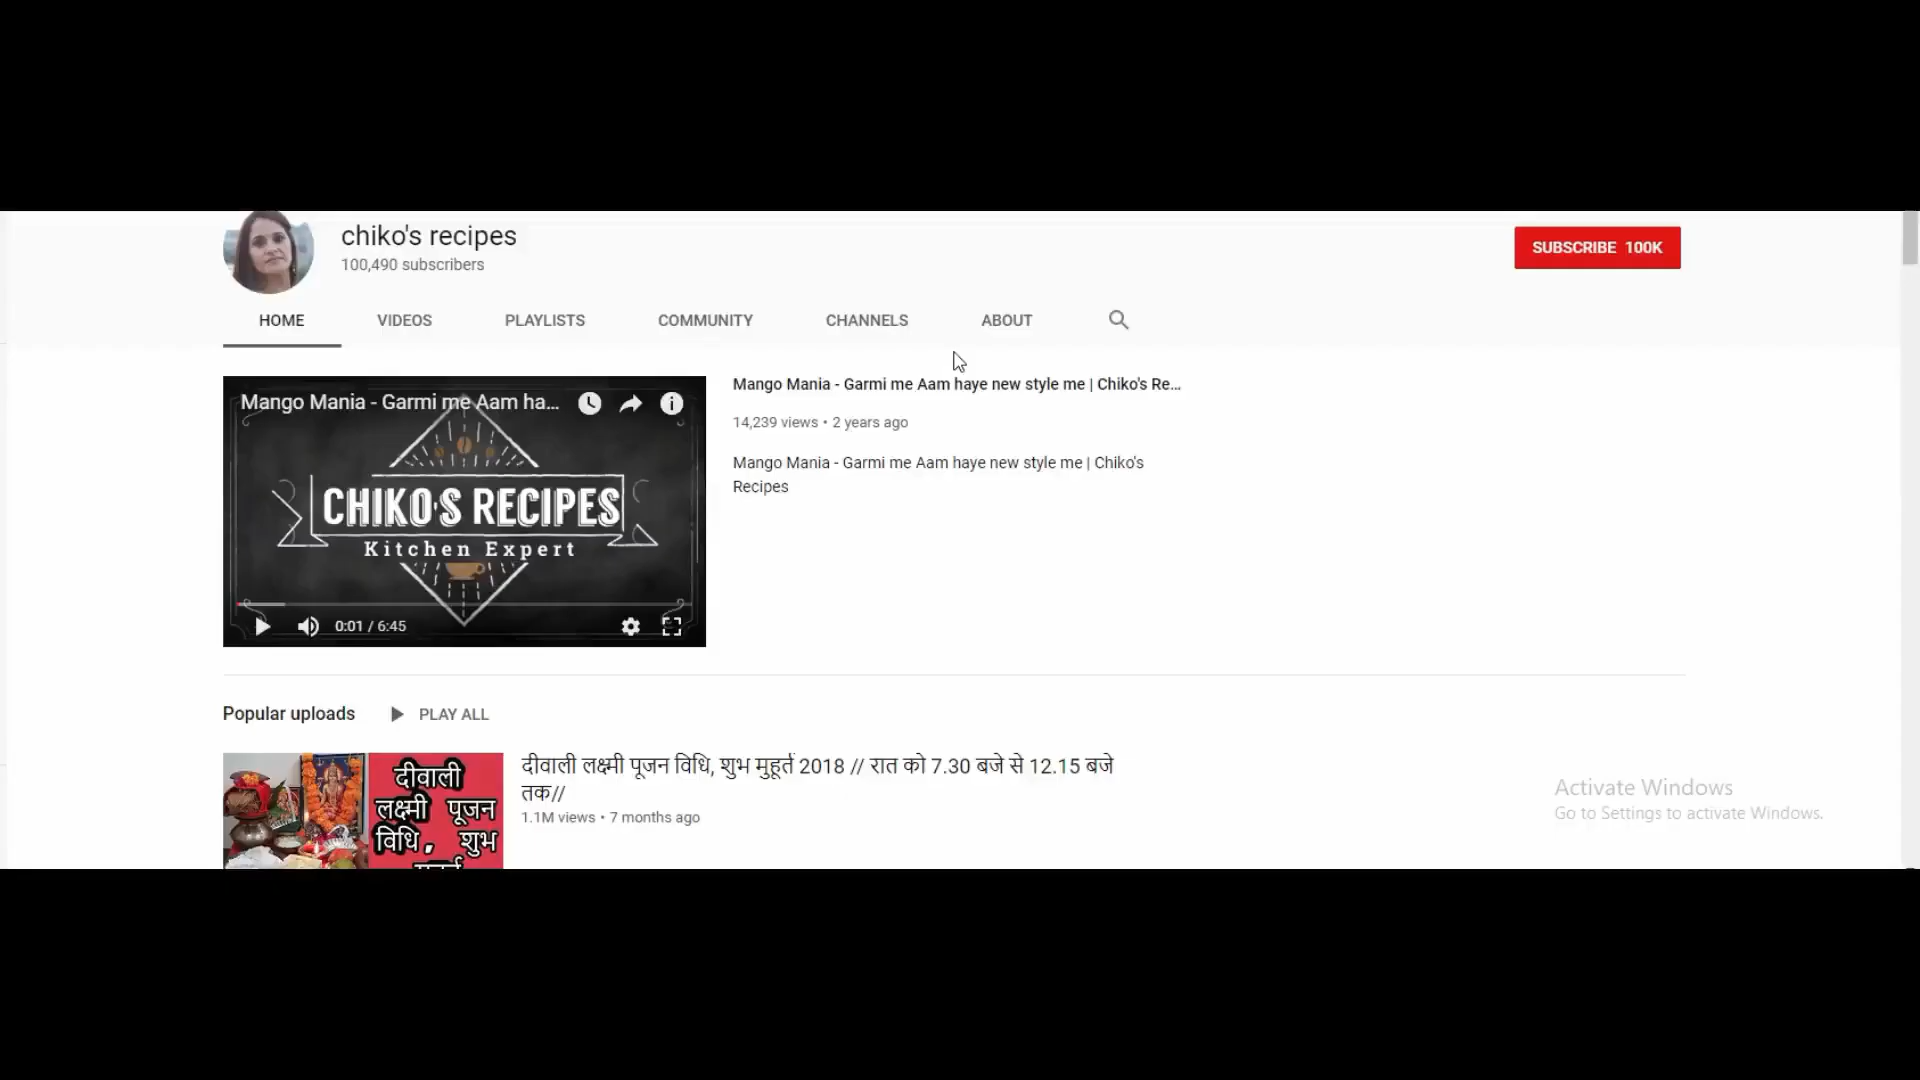 chiko's recipes
100,490 subscribers
SUBSCRIBE 100K
HOME VIDEOS PLAYLISTS COMMUNITY CHANNELS ABOUT
Mango Mania - Garmi me Aam ha...
CHIKO'S RECIPES
Kitchen Expert
0:01 / 6:45
Mango Mania - Garmi me Aam haye new style me | Chiko's Re...
14,239 views • 2 years ago
Mango Mania - Garmi me Aam haye new style me | Chiko's
Recipes
Popular uploads PLAY ALL
दीवाली
लक्ष्मी पूजन
विधि, शुभ
दीवाली लक्ष्मी पूजन विधि, शुभ मुहूर्त 2018 // रात को 7.30 बजे से 12.15 बजे
तक//
1.1M views • 7 months ago
Activate Windows
Go to Settings to activate Windows.